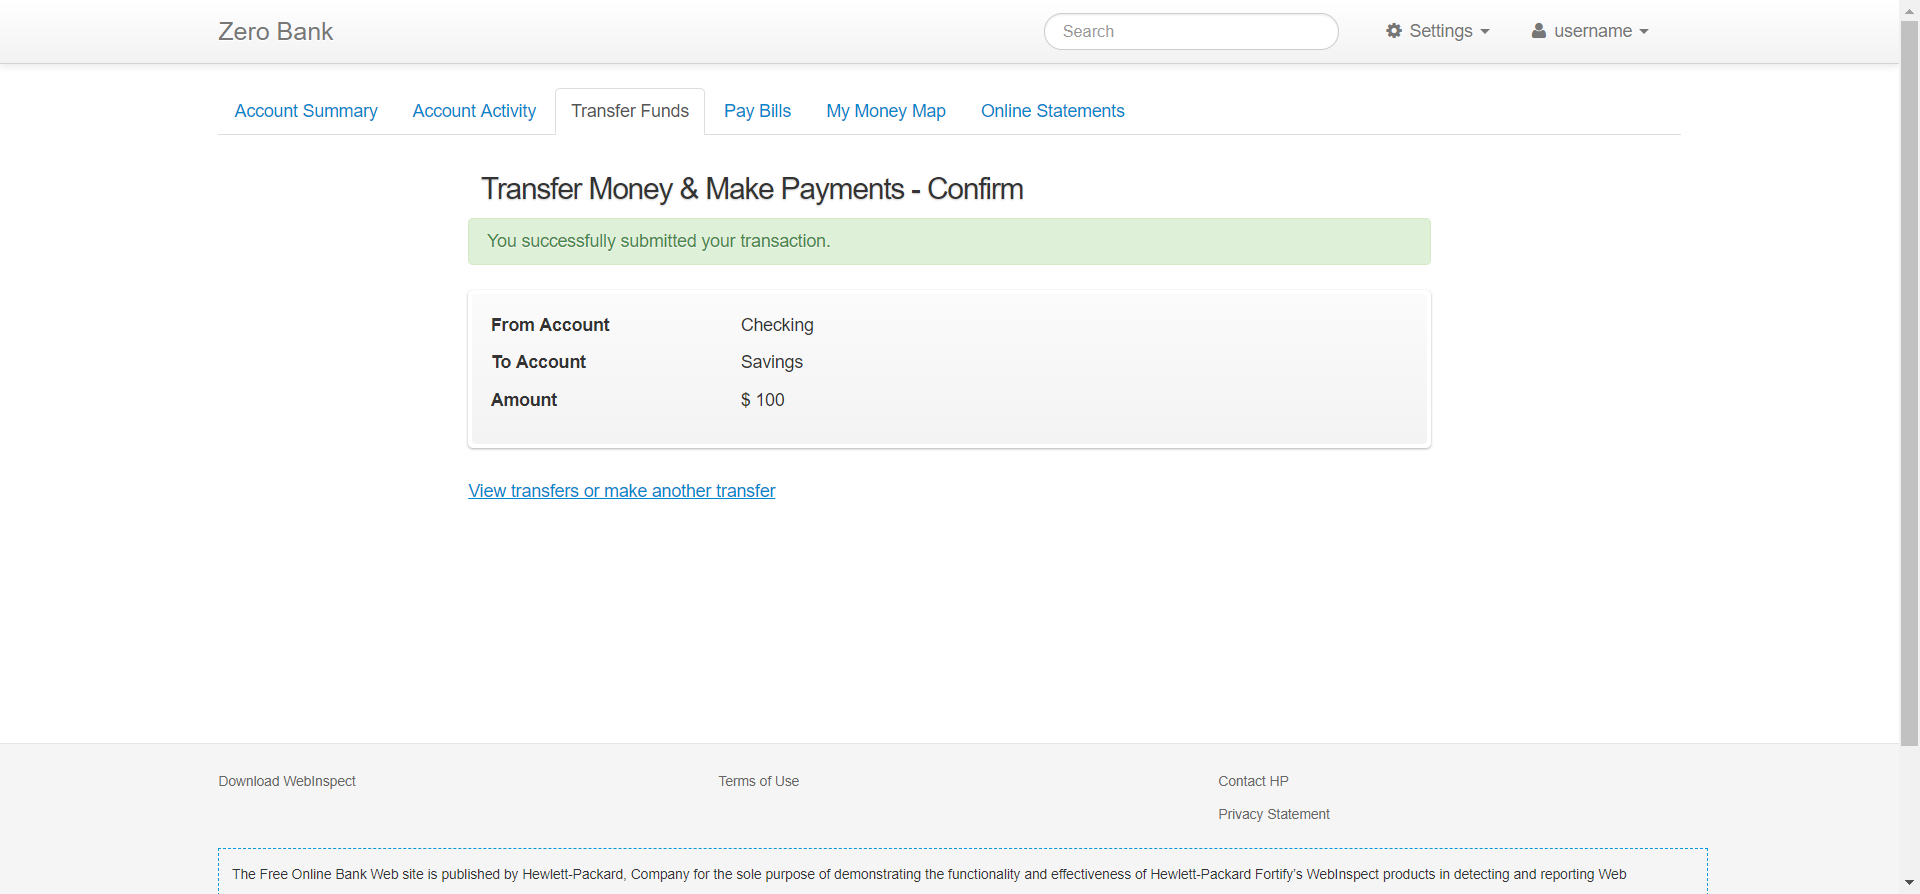 Zero Bank
Search
Settings
username
Account Summary
Account Activity
Transfer Funds
Pay Bills
My Money Map
Online Statements
Transfer Money & Make Payments - Confirm
You successfully submitted your transaction.
From Account Checking
To Account Savings
Amount $ 100
View transfers or make another transfer
Download WebInspect
Terms of Use
Contact HP
Privacy Statement
The Free Online Bank Web site is published by Hewlett-Packard, Company for the sole purpose of demonstrating the functionality and effectiveness of Hewlett-Packard Fortify’s WebInspect products in detecting and reporting Web